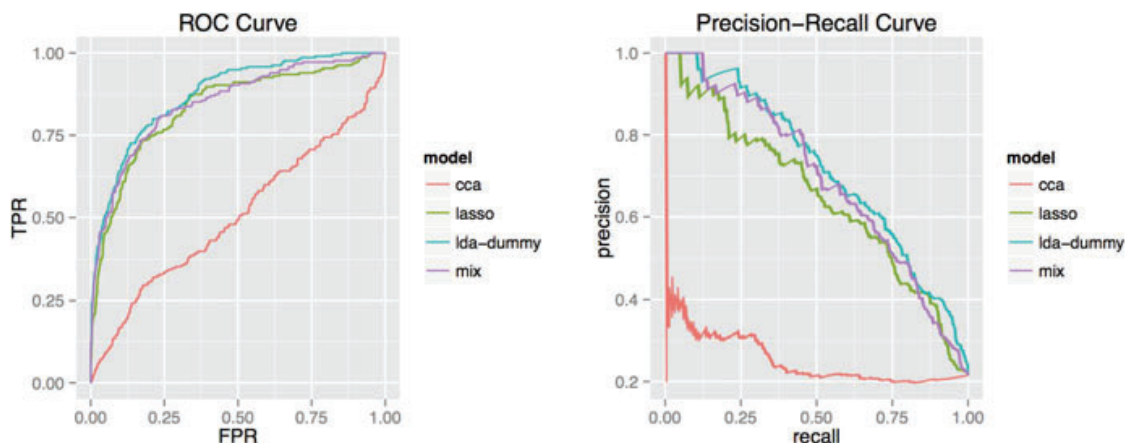 ROC Curve
1.00
0.75
0.50
0.25
0.00
TPR
0.00 0.25 0.50 0.75 1.00
FPR
model
cca
lasso
lda-dummy
mix
Precision-Recall Curve
1.0
0.8
0.6
0.4
0.2
precision
0.00 0.25 0.50 0.75 1.00
recall
model
cca
lasso
lda-dummy
mix